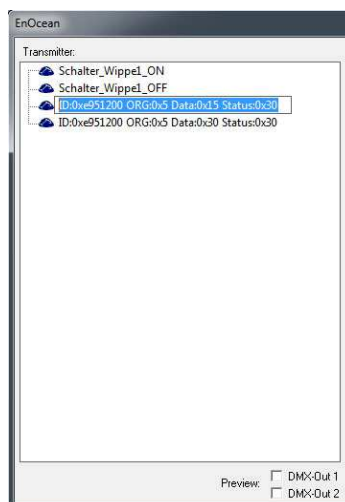 EnOcean
Transmitter:
Schalter_Wippe1_ON
Schalter_Wippe1_OFF
ID:0xe951200 ORG:0x5 Data:0x15 Status:0x30
ID:0xe951200 ORG:0x5 Data:0x30 Status:0x30
Preview: DMX-Out 1
DMX-Out 2